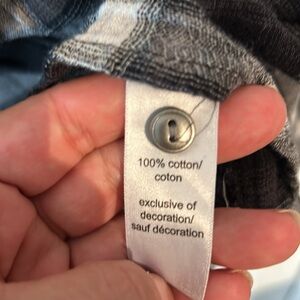 100% cotton/
coton
exclusive of
decoration/
sauf décoration